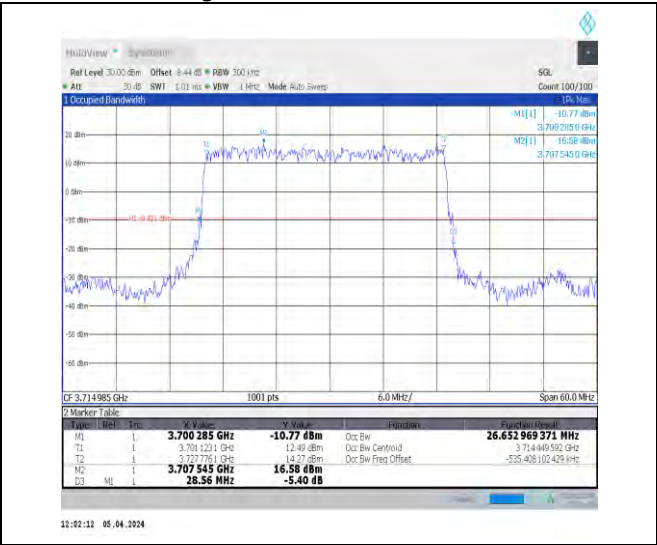 MultiView Spectrum
Ref Level 30.00 dBm Offset 8.44 dB RBW 300 kHz SGL
Att 30 dB SWT 1.01 ms VBW 1 MHz Mode Auto Sweep Count 100/100
1 Occupied Bandwidth 1Pk Max
M1[1] -10.77 dBm
3.7002850 GHz
M2[1] 16.58 dBm
3.7075450 GHz
M2
T1
20 dBm
10 dBm
0 dBm
-10 dBm
-20 dBm
-30 dBm
-40 dBm
-50 dBm
-60 dBm
CF 3.714985 GHz 1001 pts 6.0 MHz/ Span 60.0 MHz
2 Marker Table
Type Ref Trc X-Value Y-Value Function Function Result
M1 1 3.700 285 GHz -10.77 dBm Occ Bw 26.652 969 371 MHz
T1 1 3.701 123 1 GHz 12.49 dBm Occ Bw Centroid 3.714 449 592 GHz
T2 1 3.727 776 1 GHz 14.27 dBm Occ Bw Freq Offset -535.408 102 429 kHz
M2 1 3.707 545 GHz 16.58 dBm
D3 M1 1 28.56 MHz -5.40 dB
12:02:12 05.04.2024